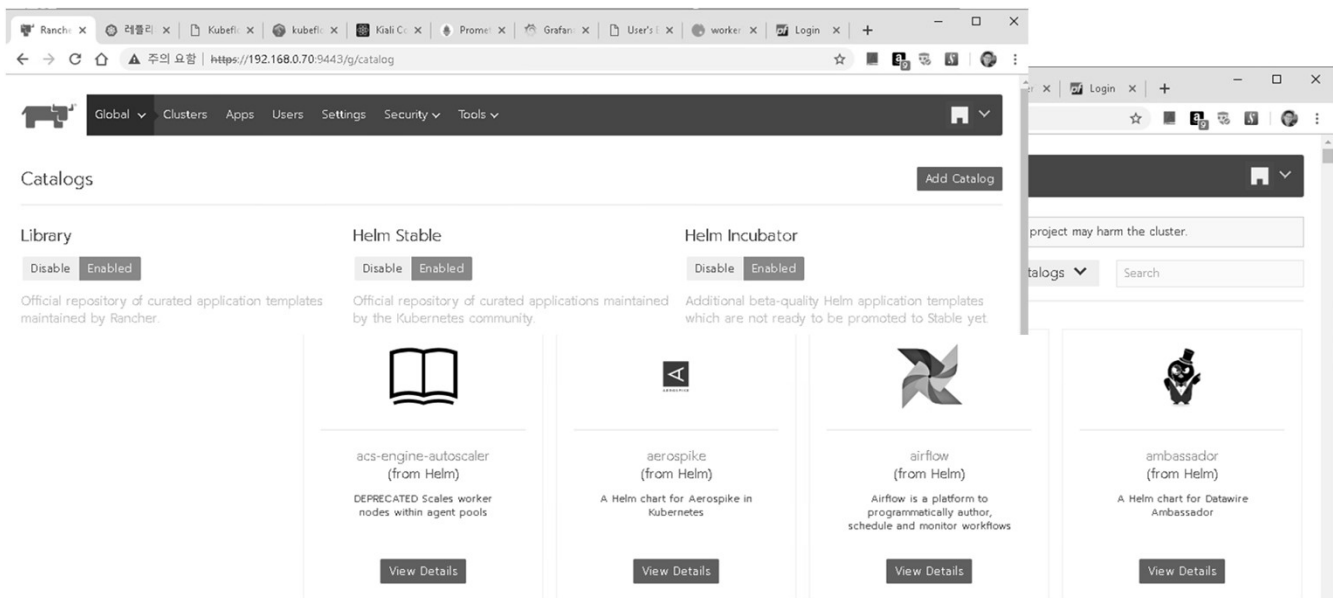 Ranche
레플리
Kubeflo
kubeflo
Kiali Co
Promet
Grafan
User's
worker
Login
주의 요함 | https://192.168.0.70:9443/g/catalog
Login
Global Clusters Apps Users Settings Security Tools
Catalogs
Add Catalog
project may harm the cluster.
Library
Helm Stable
Helm Incubator
Disable Enabled
Disable Enabled
Disable Enabled
talogs
Search
Official repository of curated application templates
maintained by Rancher.
Official repository of curated applications maintained
by the Kubernetes community.
Additional beta-quality Helm application templates
which are not ready to be promoted to Stable yet.
acs-engine-autoscaler
(from Helm)
DEPRECATED Scales worker
nodes within agent pools
View Details
AEROSPIKE
aerospike
(from Helm)
A Helm chart for Aerospike in
Kubernetes
View Details
airflow
(from Helm)
Airflow is a platform to
programmatically author,
schedule and monitor workflows
View Details
ambassador
(from Helm)
A Helm chart for Datawire
Ambassador
View Details